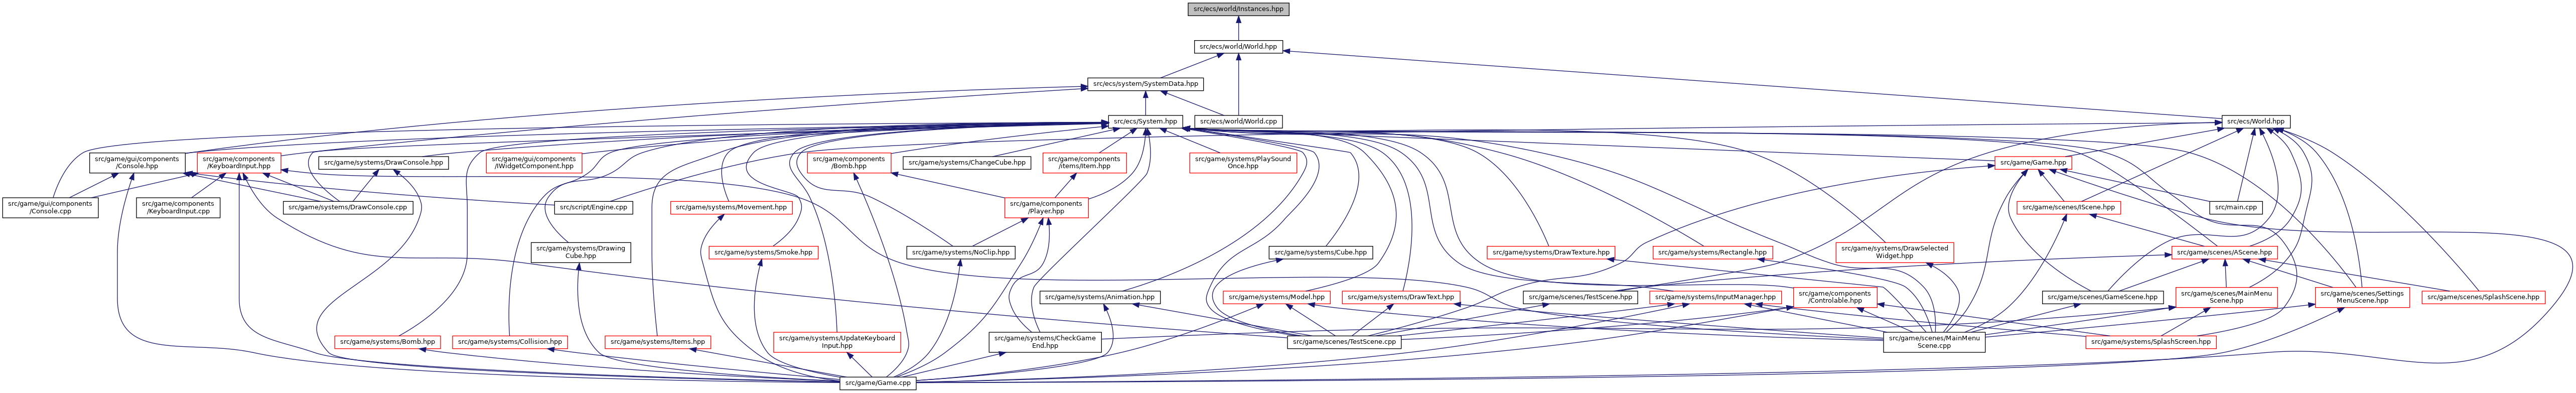 src/ecs/world/Instances.hpp
src/ecs/world/World.hpp
src/ecs/system/SystemData.hpp
src/ecs/System.hpp
src/ecs/world/World.cpp
src/ecs/World.hpp
src/game/gui/components
/Console.hpp
src/game/components
/KeyboardInput.hpp
src/game/systems/DrawConsole.hpp
src/game/gui/components
/IWidgetComponent.hpp
src/game/components
/Bomb.hpp
src/game/systems/ChangeCube.hpp
src/game/components
/items/Item.hpp
src/game/systems/PlaySound
Once.hpp
src/game/Game.hpp
src/game/gui/components
/Console.cpp
src/game/components
/KeyboardInput.cpp
src/game/systems/DrawConsole.cpp
src/script/Engine.cpp
src/game/systems/Movement.hpp
src/game/components
/Player.hpp
src/game/scenes/IScene.hpp
src/main.cpp
src/game/systems/Drawing
Cube.hpp
src/game/systems/Smoke.hpp
src/game/systems/NoClip.hpp
src/game/systems/Cube.hpp
src/game/systems/DrawTexture.hpp
src/game/systems/Rectangle.hpp
src/game/systems/DrawSelected
Widget.hpp
src/game/scenes/AScene.hpp
src/game/systems/Animation.hpp
src/game/systems/Model.hpp
src/game/systems/DrawText.hpp
src/game/scenes/TestScene.hpp
src/game/systems/InputManager.hpp
src/game/components
/Controlable.hpp
src/game/scenes/GameScene.hpp
src/game/scenes/MainMenu
Scene.hpp
src/game/scenes/Settings
MenuScene.hpp
src/game/scenes/SplashScene.hpp
src/game/systems/Bomb.hpp
src/game/systems/Collision.hpp
src/game/systems/Items.hpp
src/game/systems/UpdateKeyboard
Input.hpp
src/game/systems/CheckGame
End.hpp
src/game/scenes/TestScene.cpp
src/game/scenes/MainMenu
Scene.cpp
src/game/systems/SplashScreen.hpp
src/game/Game.cpp